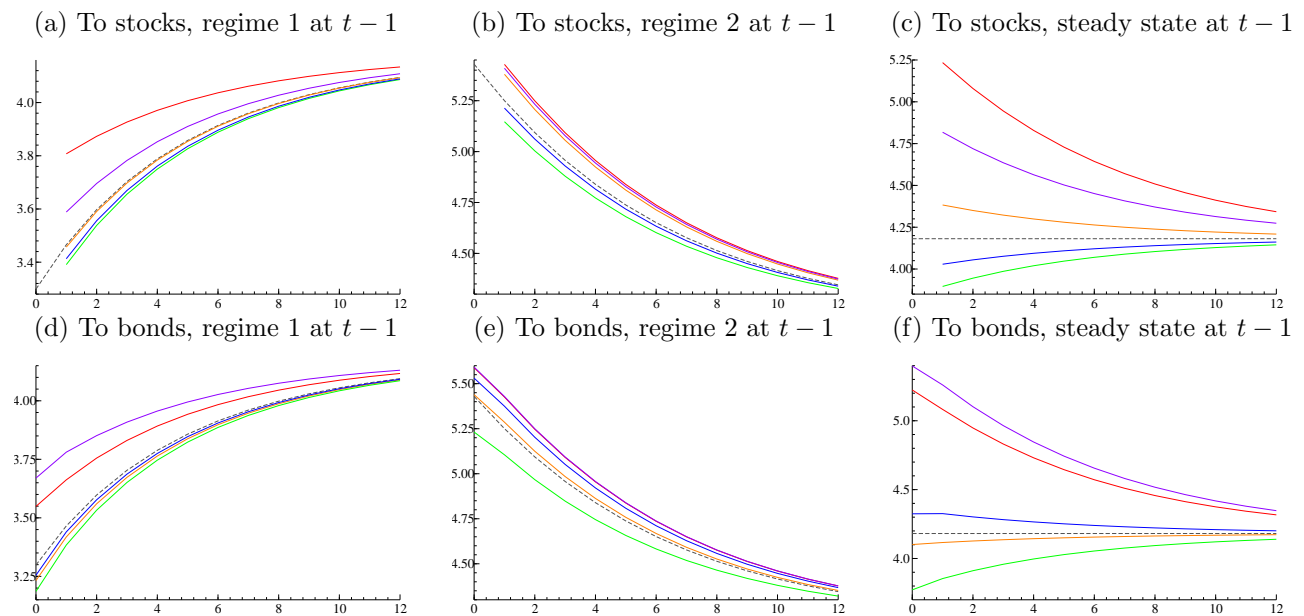 (a) To stocks, regime 1 at t − 1
(b) To stocks, regime 2 at t − 1
(c) To stocks, steady state at t − 1
4.0
3.8
3.6
3.4
0 2 4 6 8 10 12
5.25
5.00
4.75
4.50
0 2 4 6 8 10 12
5.25
5.00
4.75
4.50
4.25
4.00
0 2 4 6 8 10 12
(d) To bonds, regime 1 at t − 1
(e) To bonds, regime 2 at t − 1
(f) To bonds, steady state at t − 1
4.00
3.75
3.50
3.25
0 2 4 6 8 10 12
5.50
5.25
5.00
4.75
4.50
0 2 4 6 8 10 12
5.0
4.5
4.0
0 2 4 6 8 10 12